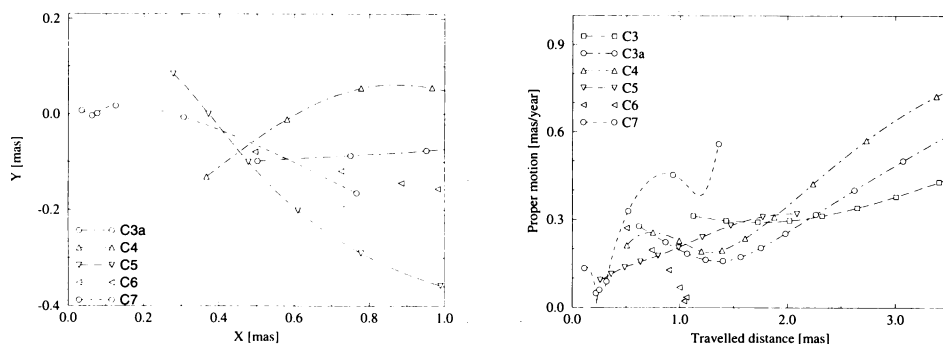 0.2
0.0
-0.2
-0.4
Y [mas]
C3a
C4
C5
C6
C7
0.0
0.2
0.4
0.6
0.8
1.0
X [mas]
0.9
0.6
0.3
0.0
Proper motion [mas/year]
C3
C3a
C4
C5
C6
C7
0.0
1.0
2.0
3.0
Travelled distance [mas]